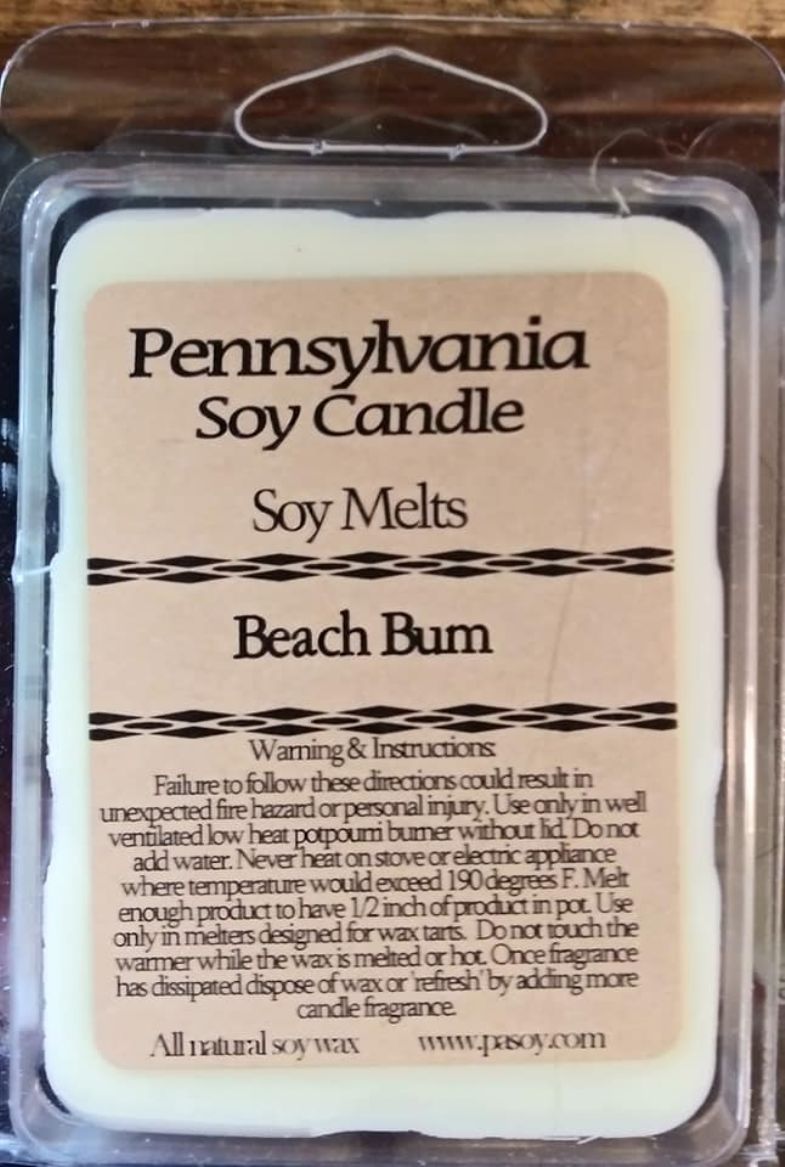 Pennsylvania
Soy Candle
Soy Melts
Beach Bum
Warning & Instructions:
Failure to follow these directions could result in
unexpected fire hazard or personal injury. Use only in well
ventilated low heat potpourri burner without lid. Do not
add water. Never heat on stove or electric appliance
where temperature would exceed 190 degrees F. Melt
enough product to have 1/2 inch of product in pot. Use
only in melters designed for wax tarts. Do not touch the
warmer while the wax is melted or hot. Once fragrance
has dissipated dispose of wax or 'refresh' by adding more
candle fragrance.
All natural soy wax www.pasoy.com